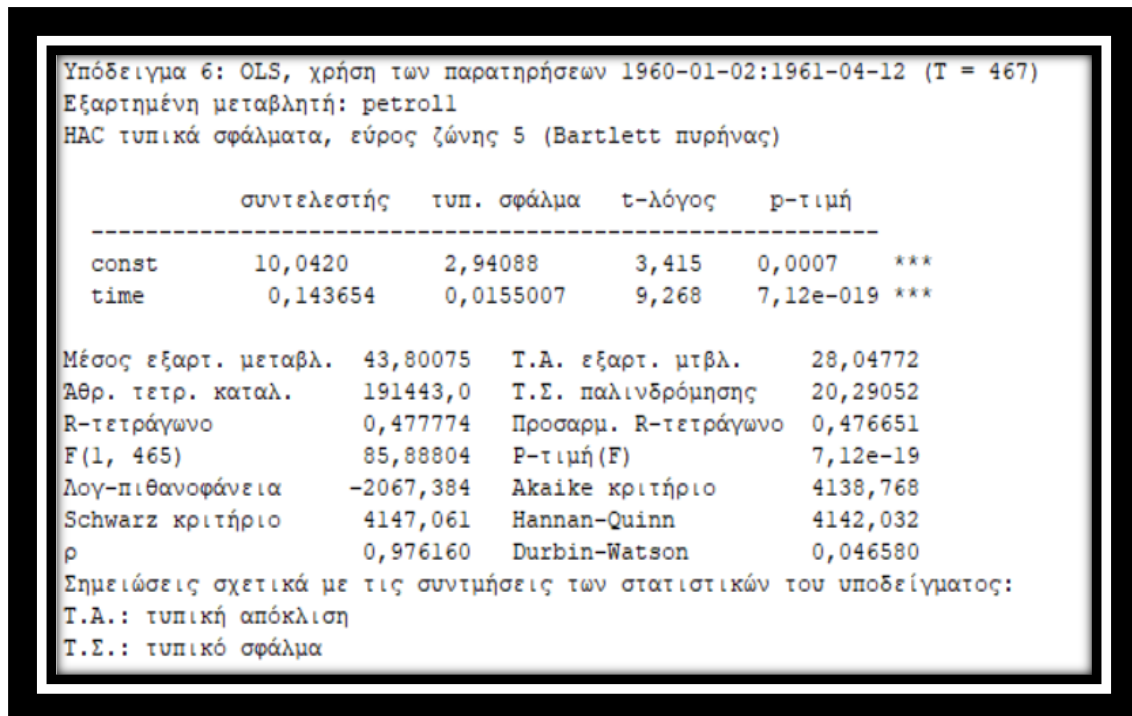 Υπόδειγμα 6: OLS, χρήση των παρατηρήσεων 1960-01-02:1961-04-12 (T = 467)
Εξαρτημένη μεταβλητή: petroll
HAC τυπικά σφάλματα, εύρος ζώνης 5 (Bartlett πυρήνας)
συντελεστής τυπ. σφάλμα t-λόγος p-τιμή
----------------------------------------------------------
const 10,0420 2,94088 3,415 0,0007 ***
time 0,143654 0,0155007 9,268 7,12e-019 ***
Μέσος εξαρτ. μεταβλ. 43,80075 Τ.Α. εξαρτ. μτβλ. 28,04772
Άθρ. τετρ. καταλ. 191443,0 Τ.Σ. παλινδρόμησης 20,29052
R-τετράγωνο 0,477774 Προσαρμ. R-τετράγωνο 0,476651
F(1, 465) 85,88804 P-τιμή(F) 7,12e-19
Λογ-πιθανοφάνεια -2067,384 Akaike κριτήριο 4138,768
Schwarz κριτήριο 4147,061 Hannan-Quinn 4142,032
ρ 0,976160 Durbin-Watson 0,046580
Σημειώσεις σχετικά με τις συντμήσεις των στατιστικών του υποδείγματος:
Τ.Α.: τυπική απόκλιση
Τ.Σ.: τυπικό σφάλμα